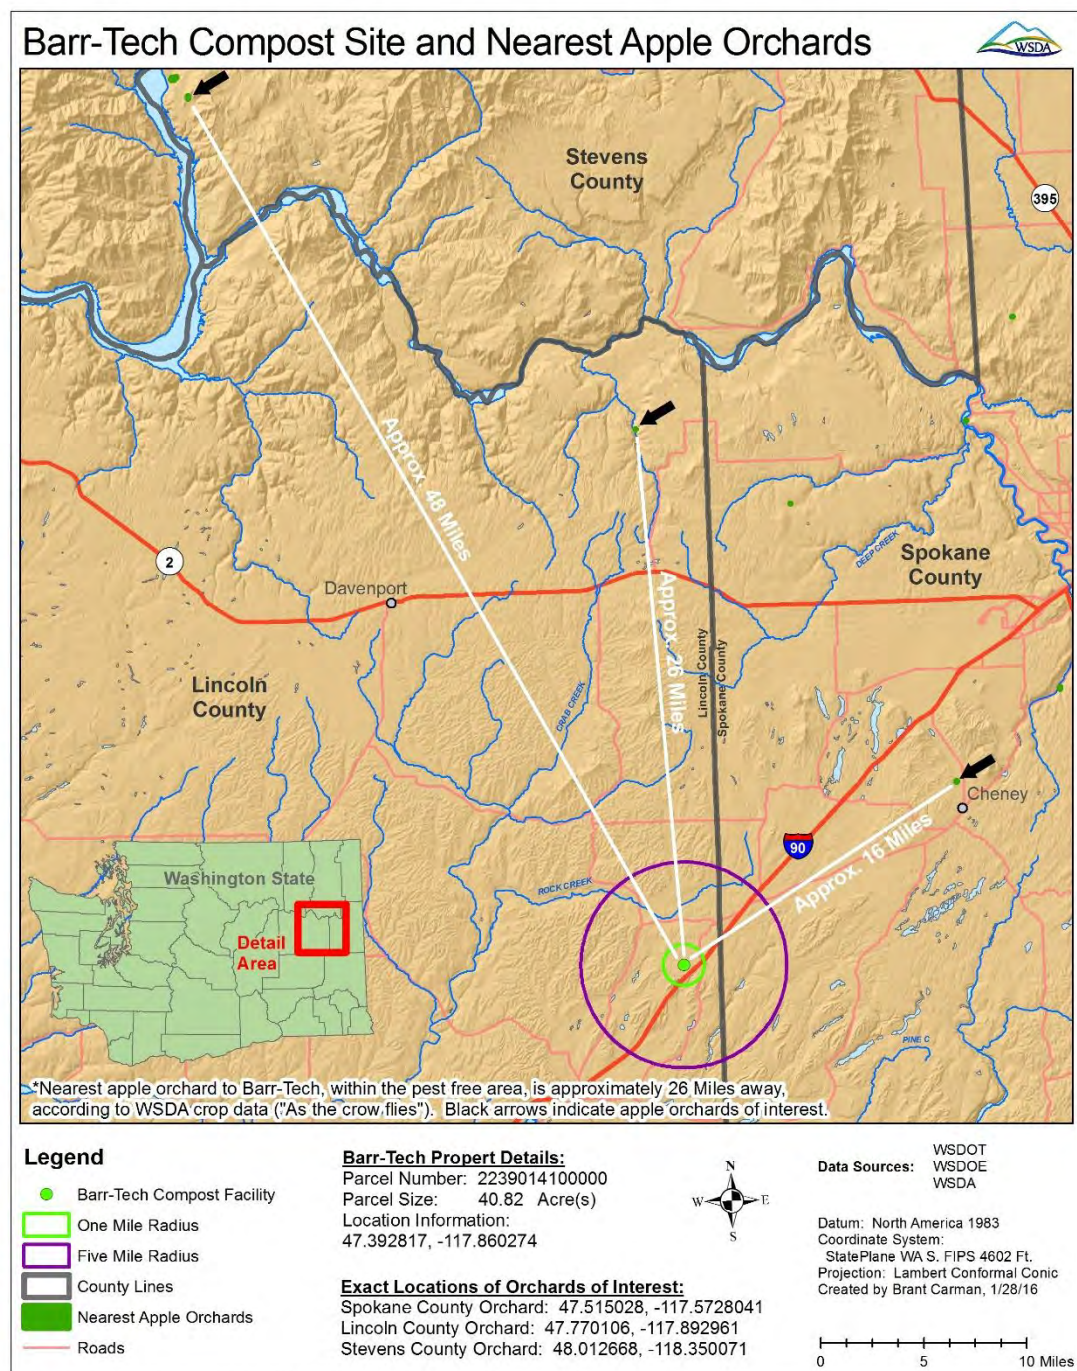 Barr-Tech Compost Site and Nearest Apple Orchards
WSDA
Stevens
County
395
Approx. 48 Miles
2
Davenport
Approx. 26 Miles
DEEP CREEK
Spokane
County
Lincoln
County
CRAB CREEK
Lincoln County
Spokane County
Cheney
90
Approx. 16 Miles
ROCK CREEK
PINE C
Washington State
Detail
Area
*Nearest apple orchard to Barr-Tech, within the pest free area, is approximately 26 Miles away,
according to WSDA crop data ("As the crow flies"). Black arrows indicate apple orchards of interest.
Legend
Barr-Tech Compost Facility
One Mile Radius
Five Mile Radius
County Lines
Nearest Apple Orchards
Roads
Barr-Tech Propert Details:
Parcel Number: 2239014100000
Parcel Size: 40.82 Acre(s)
Location Information:
47.392817, -117.860274
Exact Locations of Orchards of Interest:
Spokane County Orchard: 47.515028, -117.5728041
Lincoln County Orchard: 47.770106, -117.892961
Stevens County Orchard: 48.012668, -118.350071
N
W E
S
Data Sources:
WSDOT
WSDOE
WSDA
Datum: North America 1983
Coordinate System:
StatePlane WA S. FIPS 4602 Ft.
Projection: Lambert Conformal Conic
Created by Brant Carman, 1/28/16
0 5 10 Miles